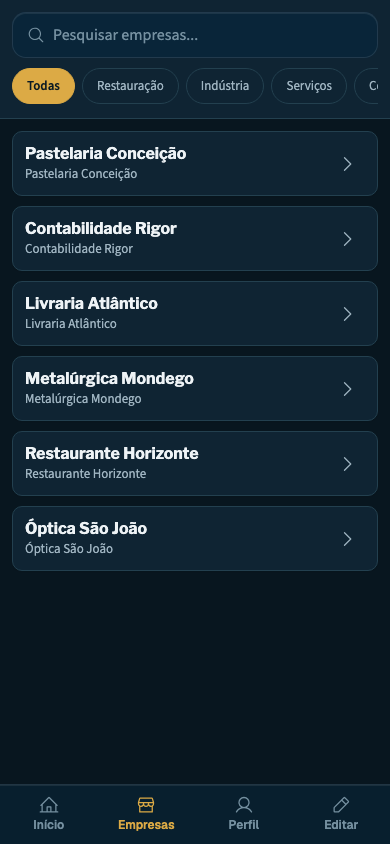 Pesquisar empresas...
Todas
Restauração
Indústria
Serviços
Pastelaria Conceição
Pastelaria Conceição
Contabilidade Rigor
Contabilidade Rigor
Livraria Atlântico
Livraria Atlântico
Metalúrgica Mondego
Metalúrgica Mondego
Restaurante Horizonte
Restaurante Horizonte
Óptica São João
Óptica São João
Início
Empresas
Perfil
Editar